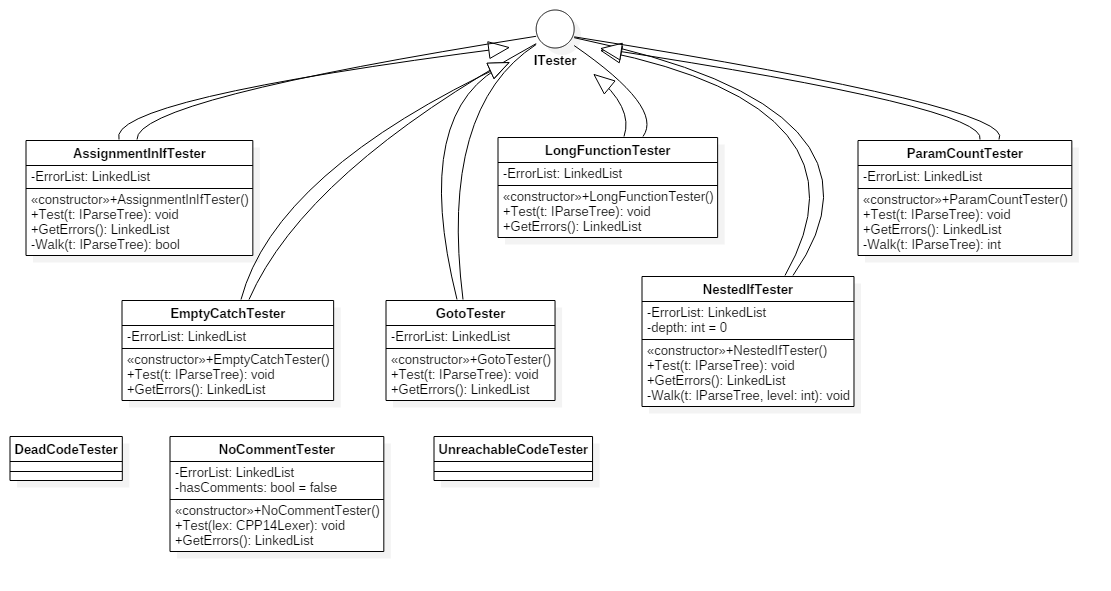 ITester
AssignmentInIfTester
-ErrorList: LinkedList
«constructor»+AssignmentInIfTester()
+Test(t: IParseTree): void
+GetErrors(): LinkedList
-Walk(t: IParseTree): bool
LongFunctionTester
-ErrorList: LinkedList
«constructor»+LongFunctionTester()
+Test(t: IParseTree): void
+GetErrors(): LinkedList
ParamCountTester
-ErrorList: LinkedList
«constructor»+ParamCountTester()
+Test(t: IParseTree): void
+GetErrors(): LinkedList
-Walk(t: IParseTree): int
EmptyCatchTester
-ErrorList: LinkedList
«constructor»+EmptyCatchTester()
+Test(t: IParseTree): void
+GetErrors(): LinkedList
GotoTester
-ErrorList: LinkedList
«constructor»+GotoTester()
+Test(t: IParseTree): void
+GetErrors(): LinkedList
NestedIfTester
-ErrorList: LinkedList
-depth: int = 0
«constructor»+NestedIfTester()
+Test(t: IParseTree): void
+GetErrors(): LinkedList
-Walk(t: IParseTree, level: int): void
DeadCodeTester
NoCommentTester
-ErrorList: LinkedList
-hasComments: bool = false
«constructor»+NoCommentTester()
+Test(lex: CPP14Lexer): void
+GetErrors(): LinkedList
UnreachableCodeTester